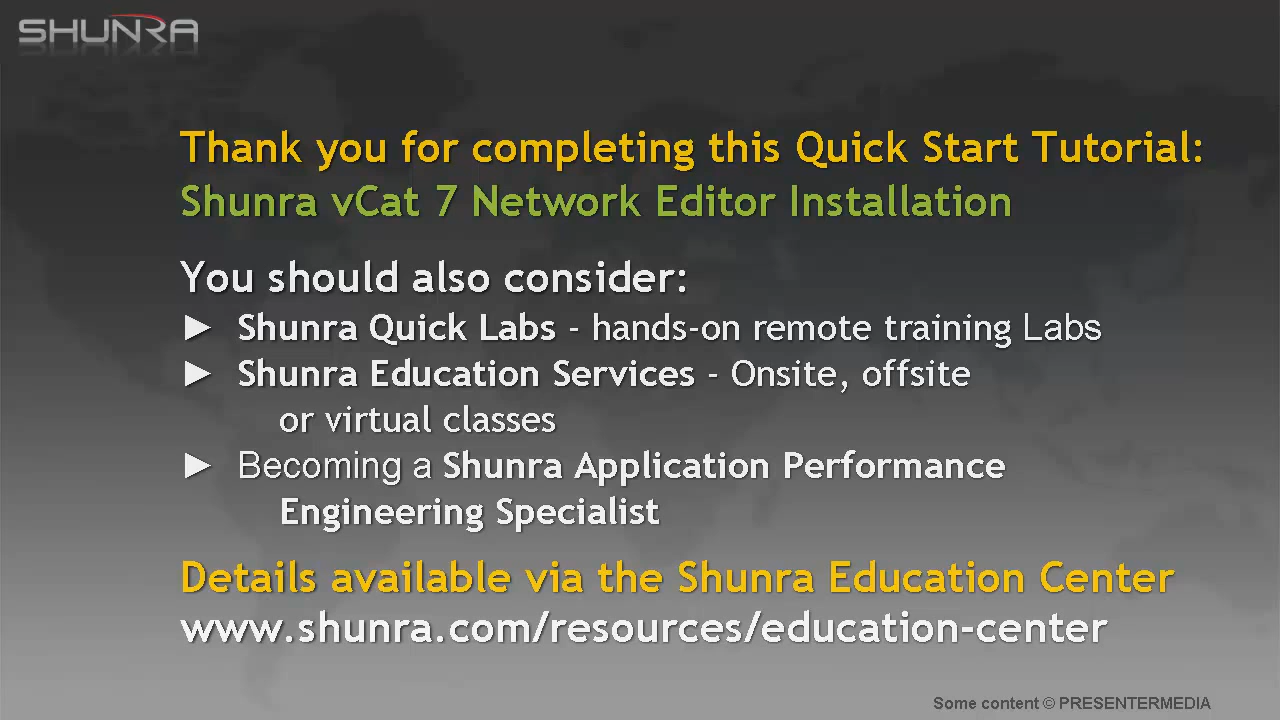 SHUNRA
Thank you for completing this Quick Start Tutorial:
Shunra vCat 7 Network Editor Installation
You should also consider:
► Shunra Quick Labs - hands-on remote training Labs
► Shunra Education Services - Onsite, offsite
or virtual classes
► Becoming a Shunra Application Performance
Engineering Specialist
Details available via the Shunra Education Center
www.shunra.com/resources/education-center
Some content © PRESENTERMEDIA